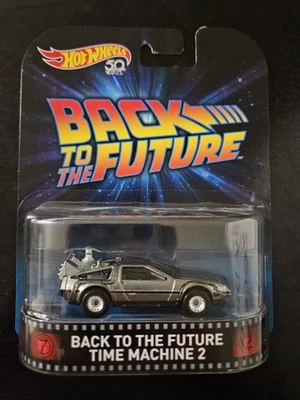 Hot Wheels
50
BACK
TO THE
FUTURE
BACK TO THE FUTURE
TIME MACHINE 2